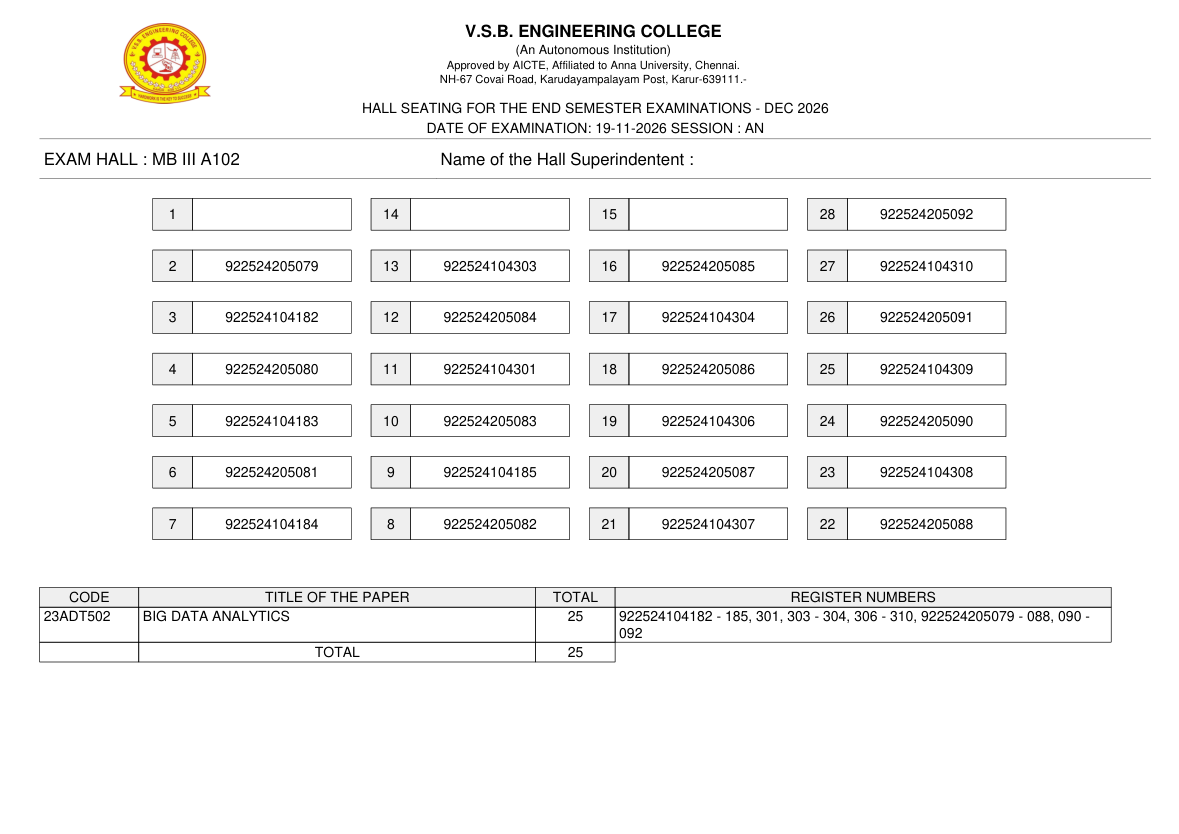 V.S.B. ENGINEERING COLLEGE
(An Autonomous Institution)
Approved by AICTE, Affiliated to Anna University, Chennai.
NH-67 Covai Road, Karudayampalayam Post, Karur-639111.-
HALL SEATING FOR THE END SEMESTER EXAMINATIONS - DEC 2026
DATE OF EXAMINATION: 19-11-2026 SESSION : AN
EXAM HALL : MB III A102 Name of the Hall Superindentent :
1 14 15 28 922524205092
2 922524205079 13 922524104303 16 922524205085 27 922524104310
3 922524104182 12 922524205084 17 922524104304 26 922524205091
4 922524205080 11 922524104301 18 922524205086 25 922524104309
5 922524104183 10 922524205083 19 922524104306 24 922524205090
6 922524205081 9 922524104185 20 922524205087 23 922524104308
7 922524104184 8 922524205082 21 922524104307 22 922524205088
CODE TITLE OF THE PAPER TOTAL REGISTER NUMBERS
23ADT502 BIG DATA ANALYTICS 25 922524104182 - 185, 301, 303 - 304, 306 - 310, 922524205079 - 088, 090 -
092
TOTAL 25